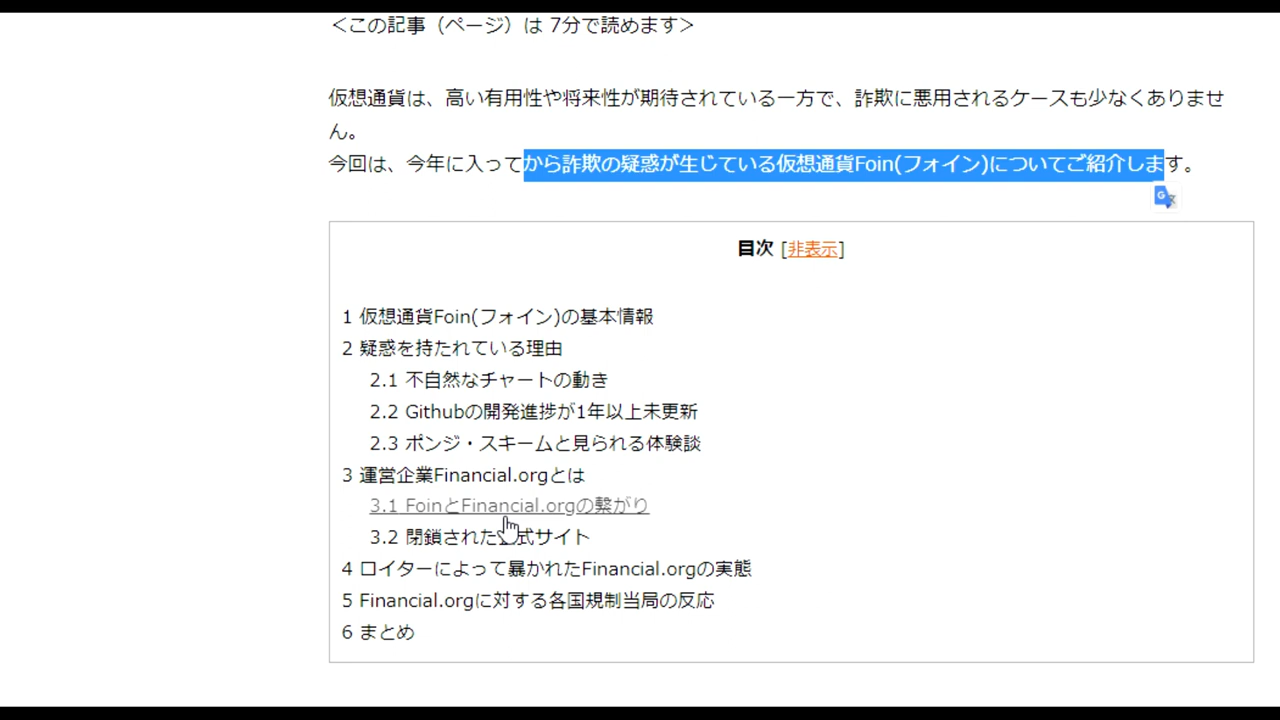 ＜この記事（ページ）は 7分で読めます＞
仮想通貨は、高い有用性や将来性が期待されている一方で、詐欺に悪用されるケースも少なくありませ
ん。
今回は、今年に入ってから詐欺の疑惑が生じている仮想通貨Foin(フォイン)についてご紹介します。
目次 [非表示]
1 仮想通貨Foin(フォイン)の基本情報
2 疑惑を持たれている理由
2.1 不自然なチャートの動き
2.2 Githubの開発進捗が1年以上未更新
2.3 ポンジ・スキームと見られる体験談
3 運営企業Financial.orgとは
3.1 FoinとFinancial.orgの繋がり
3.2 閉鎖された公式サイト
4 ロイターによって暴かれたFinancial.orgの実態
5 Financial.orgに対する各国規制当局の反応
6 まとめ